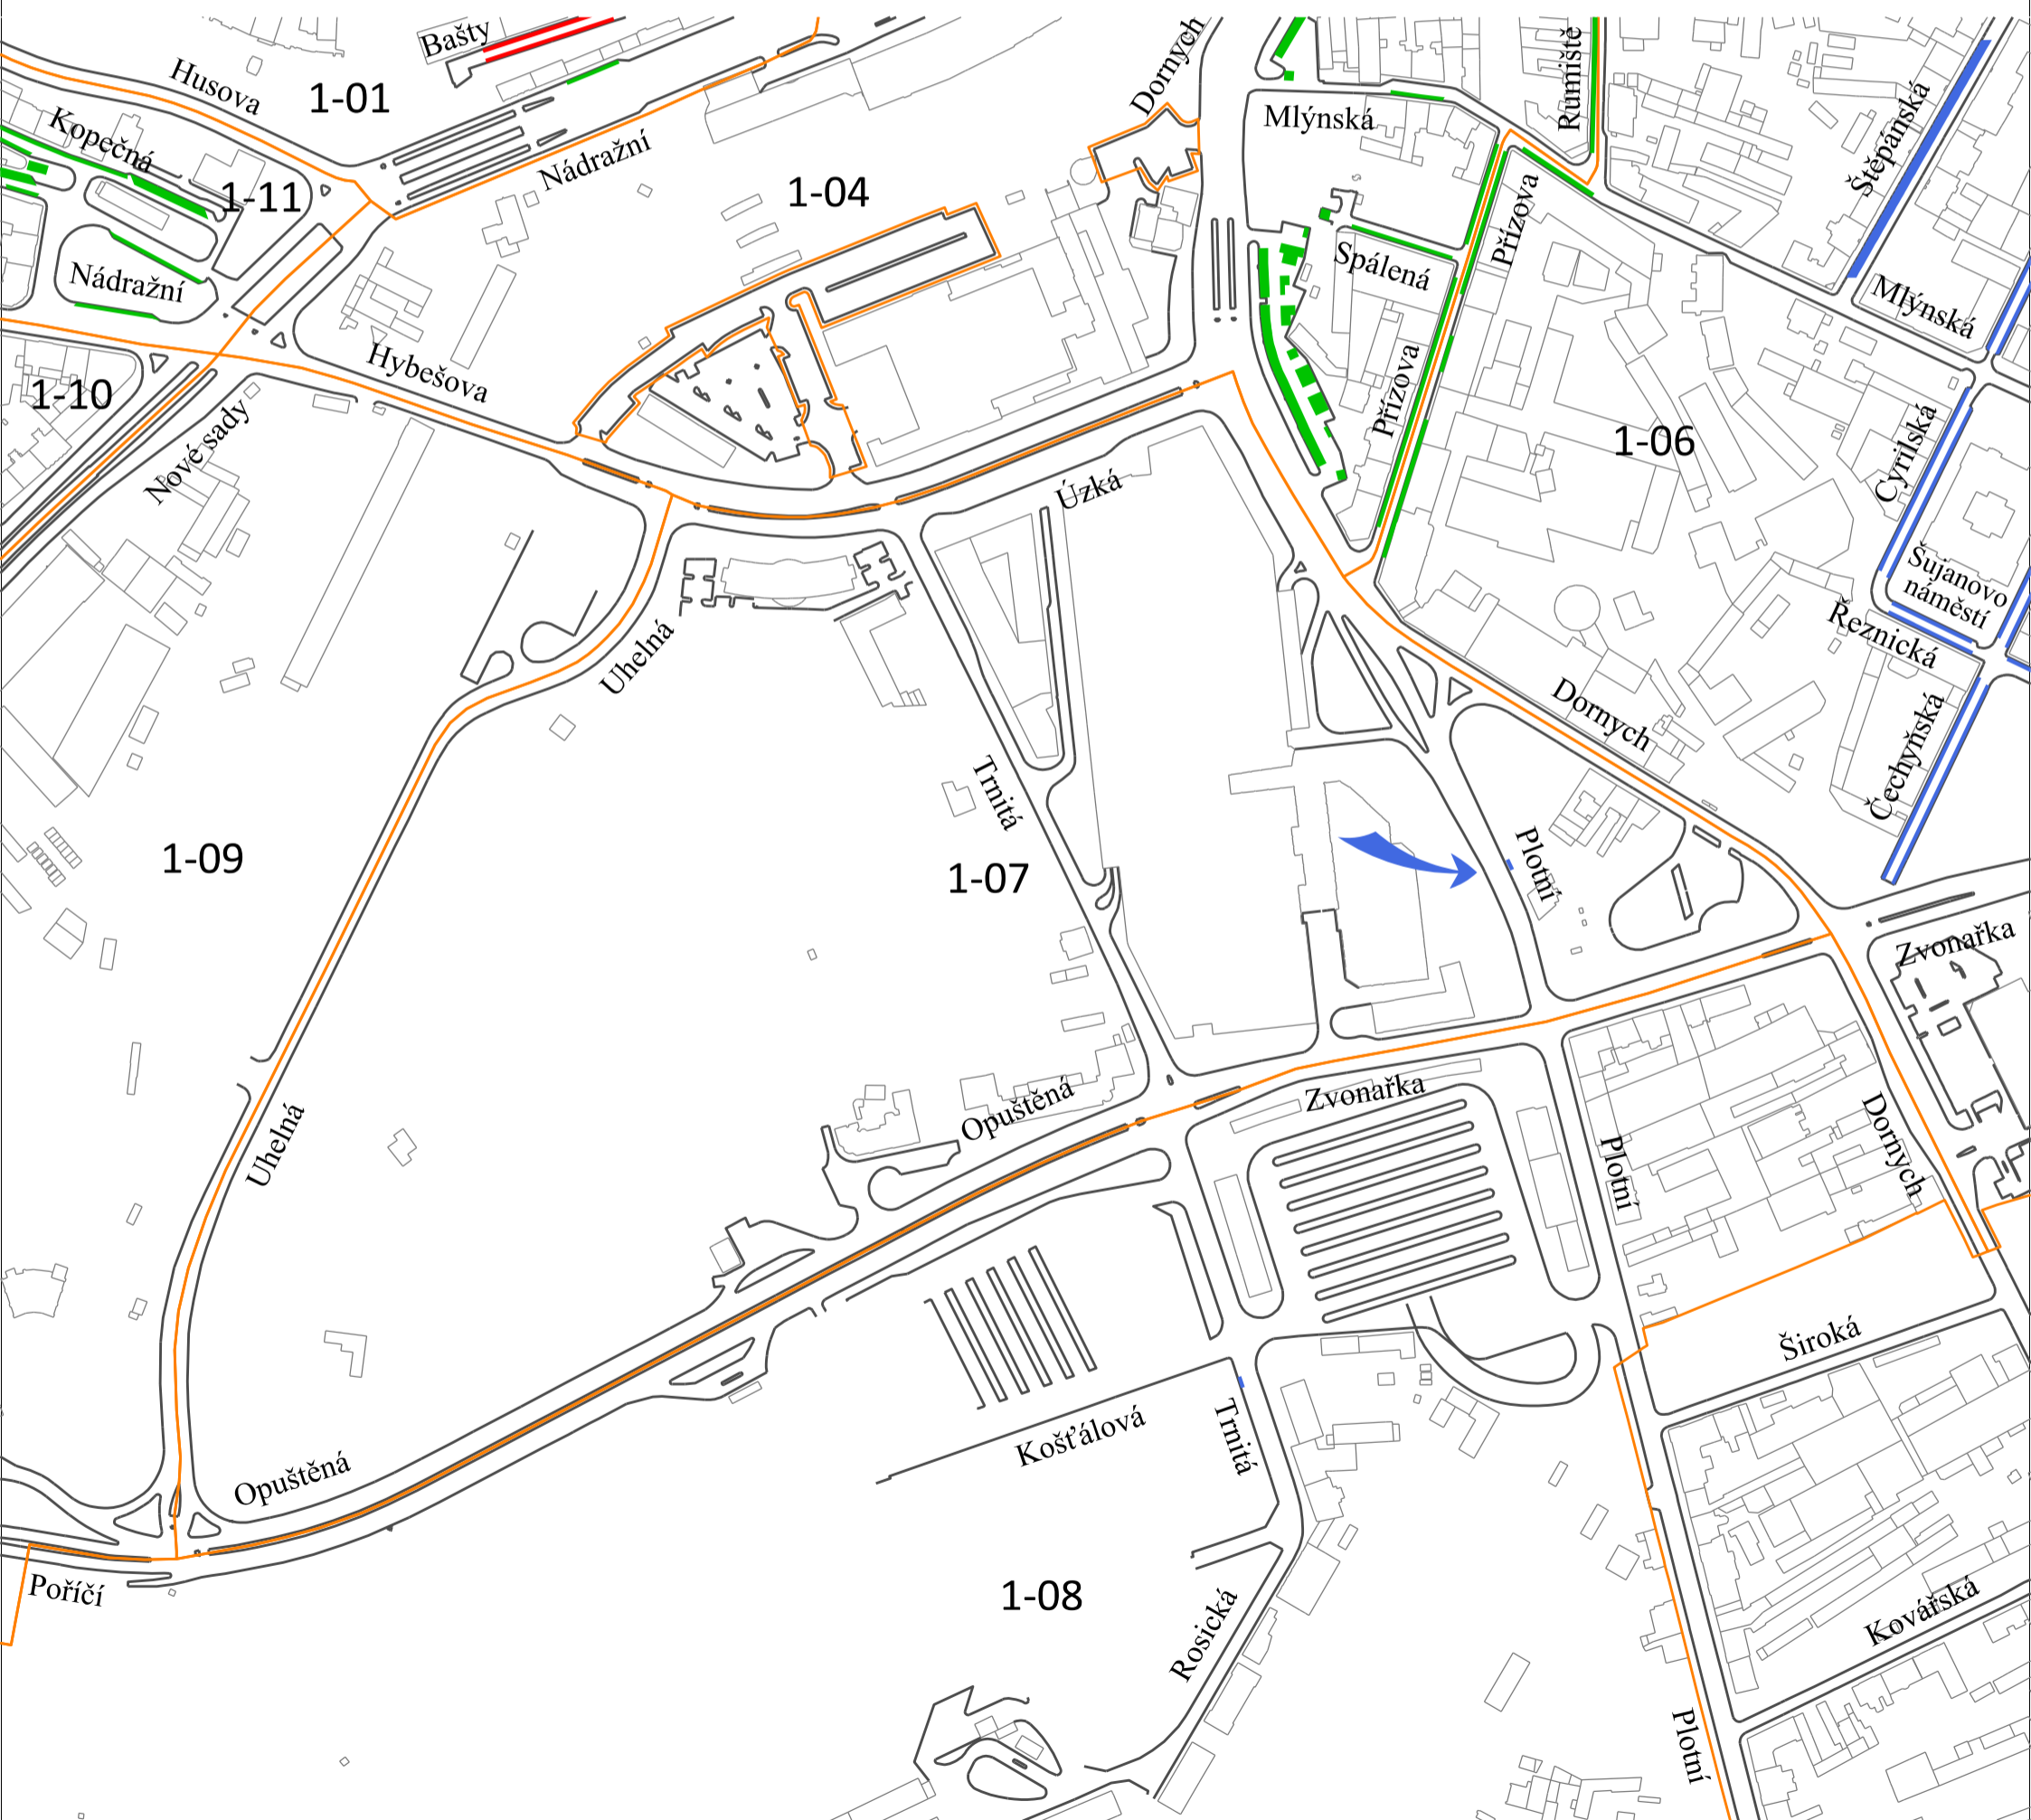 Bašty
Dornych
Rumiště
Husova
1-01
Mlýnská
Štěpánská
Kopečná
Nádražní
1-11
1-04
Přízova
Spálená
Nádražní
Mlýnská
Hybešova
1-10
Přízova
1-06
Cyrilská
Nové sady
Úzká
Šujanovo
náměstí
Řeznická
Uhelná
Dornych
Čechyňská
Trnitá
1-09
1-07
Plotní
Zvonařka
Zvonařka
Opuštěná
Uhelná
Dornych
Plotní
Široká
Košťálová
Trnitá
Opuštěná
Poříčí
1-08
Rosická
Kovářská
Plotní